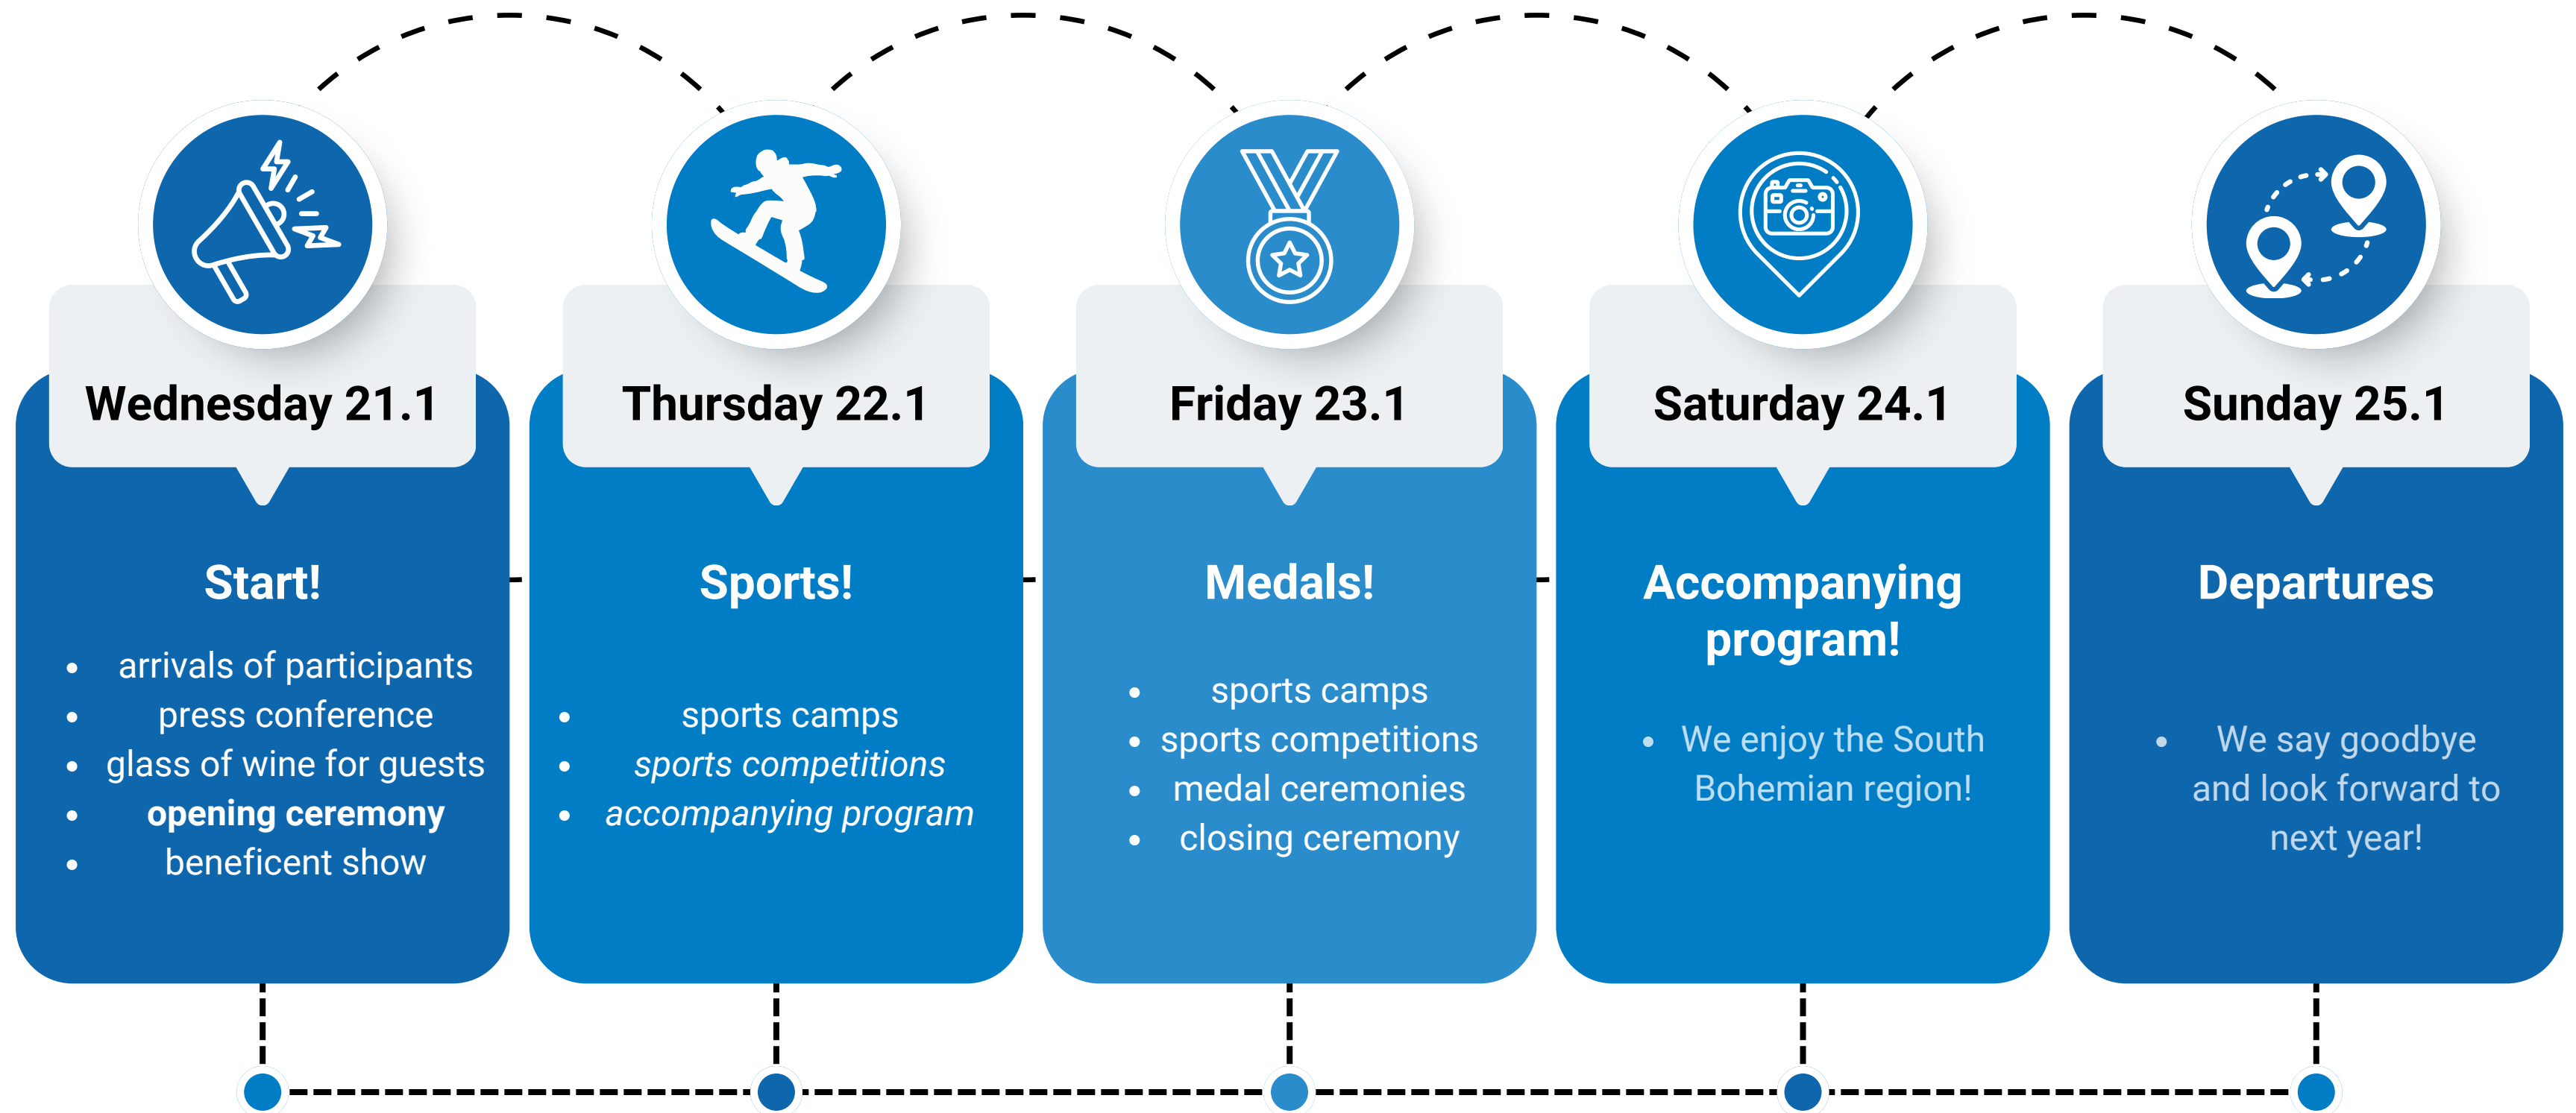 Wednesday 21.1
Start!
• arrivals of participants
• press conference
• glass of wine for guests
• opening ceremony
• beneficent show
Thursday 22.1
Sports!
• sports camps
• sports competitions
• accompanying program
Friday 23.1
Medals!
• sports camps
• sports competitions
• medal ceremonies
• closing ceremony
Saturday 24.1
Accompanying
program!
• We enjoy the South
Bohemian region!
Sunday 25.1
Departures
• We say goodbye
and look forward to
next year!